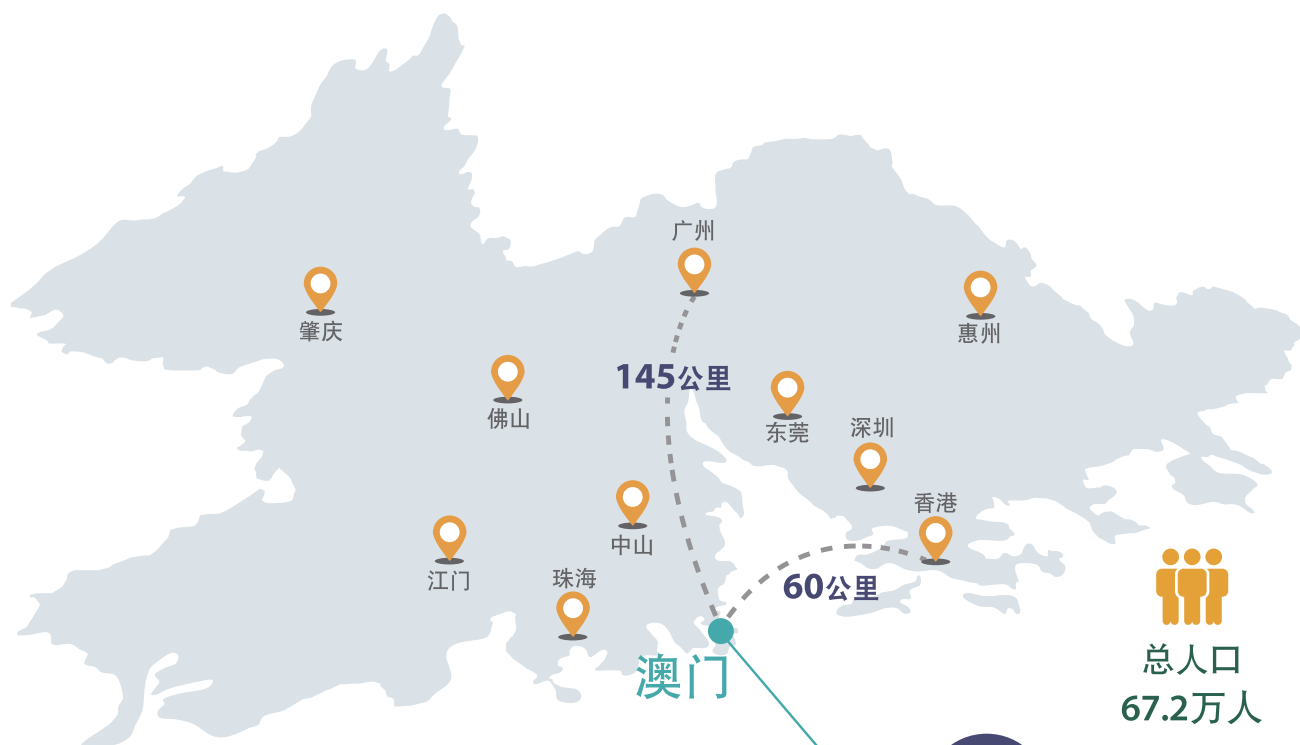 广州
肇庆
惠州
145公里
佛山
东莞
深圳
香港
中山
江门
珠海
60公里
澳门
总人口
67.2万人